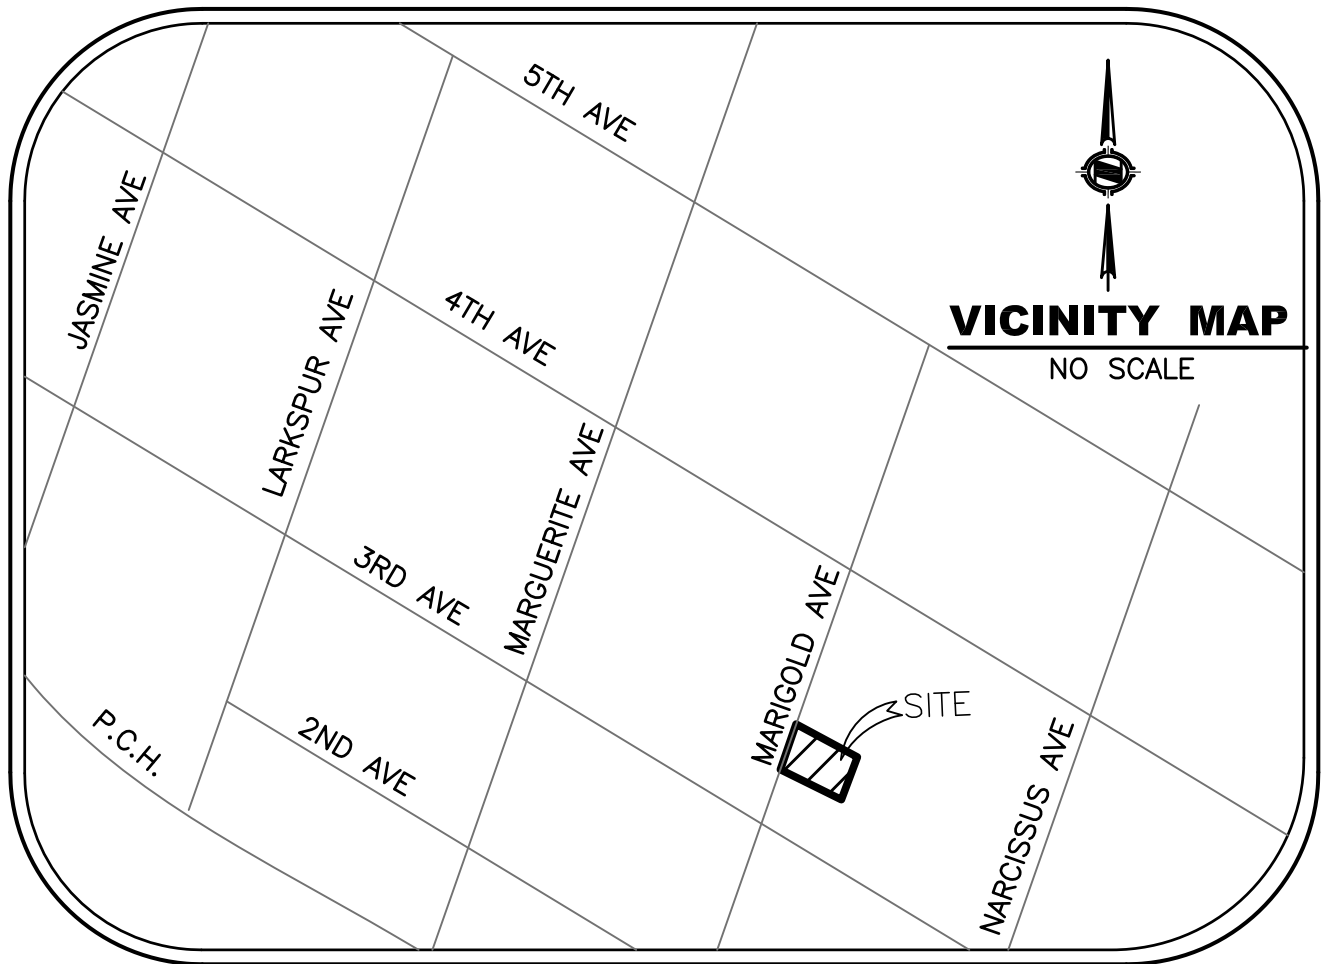 5TH AVE
JASMINE AVE
LARKSPUR AVE
4TH AVE
N
VICINITY MAP
NO SCALE
MARGUERITE AVE
3RD AVE
MARIGOLD AVE
SITE
P.C.H.
2ND AVE
NARCISSUS AVE